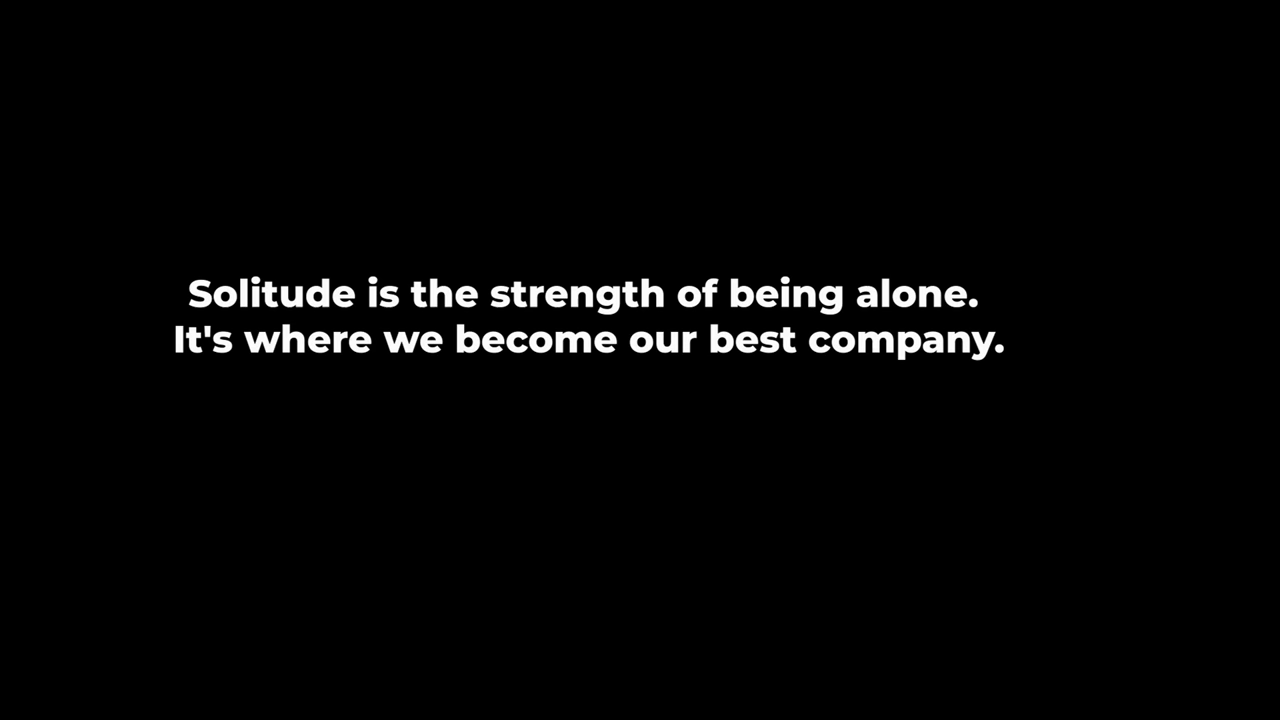 Solitude is the strength of being alone.
It's where we become our best company.